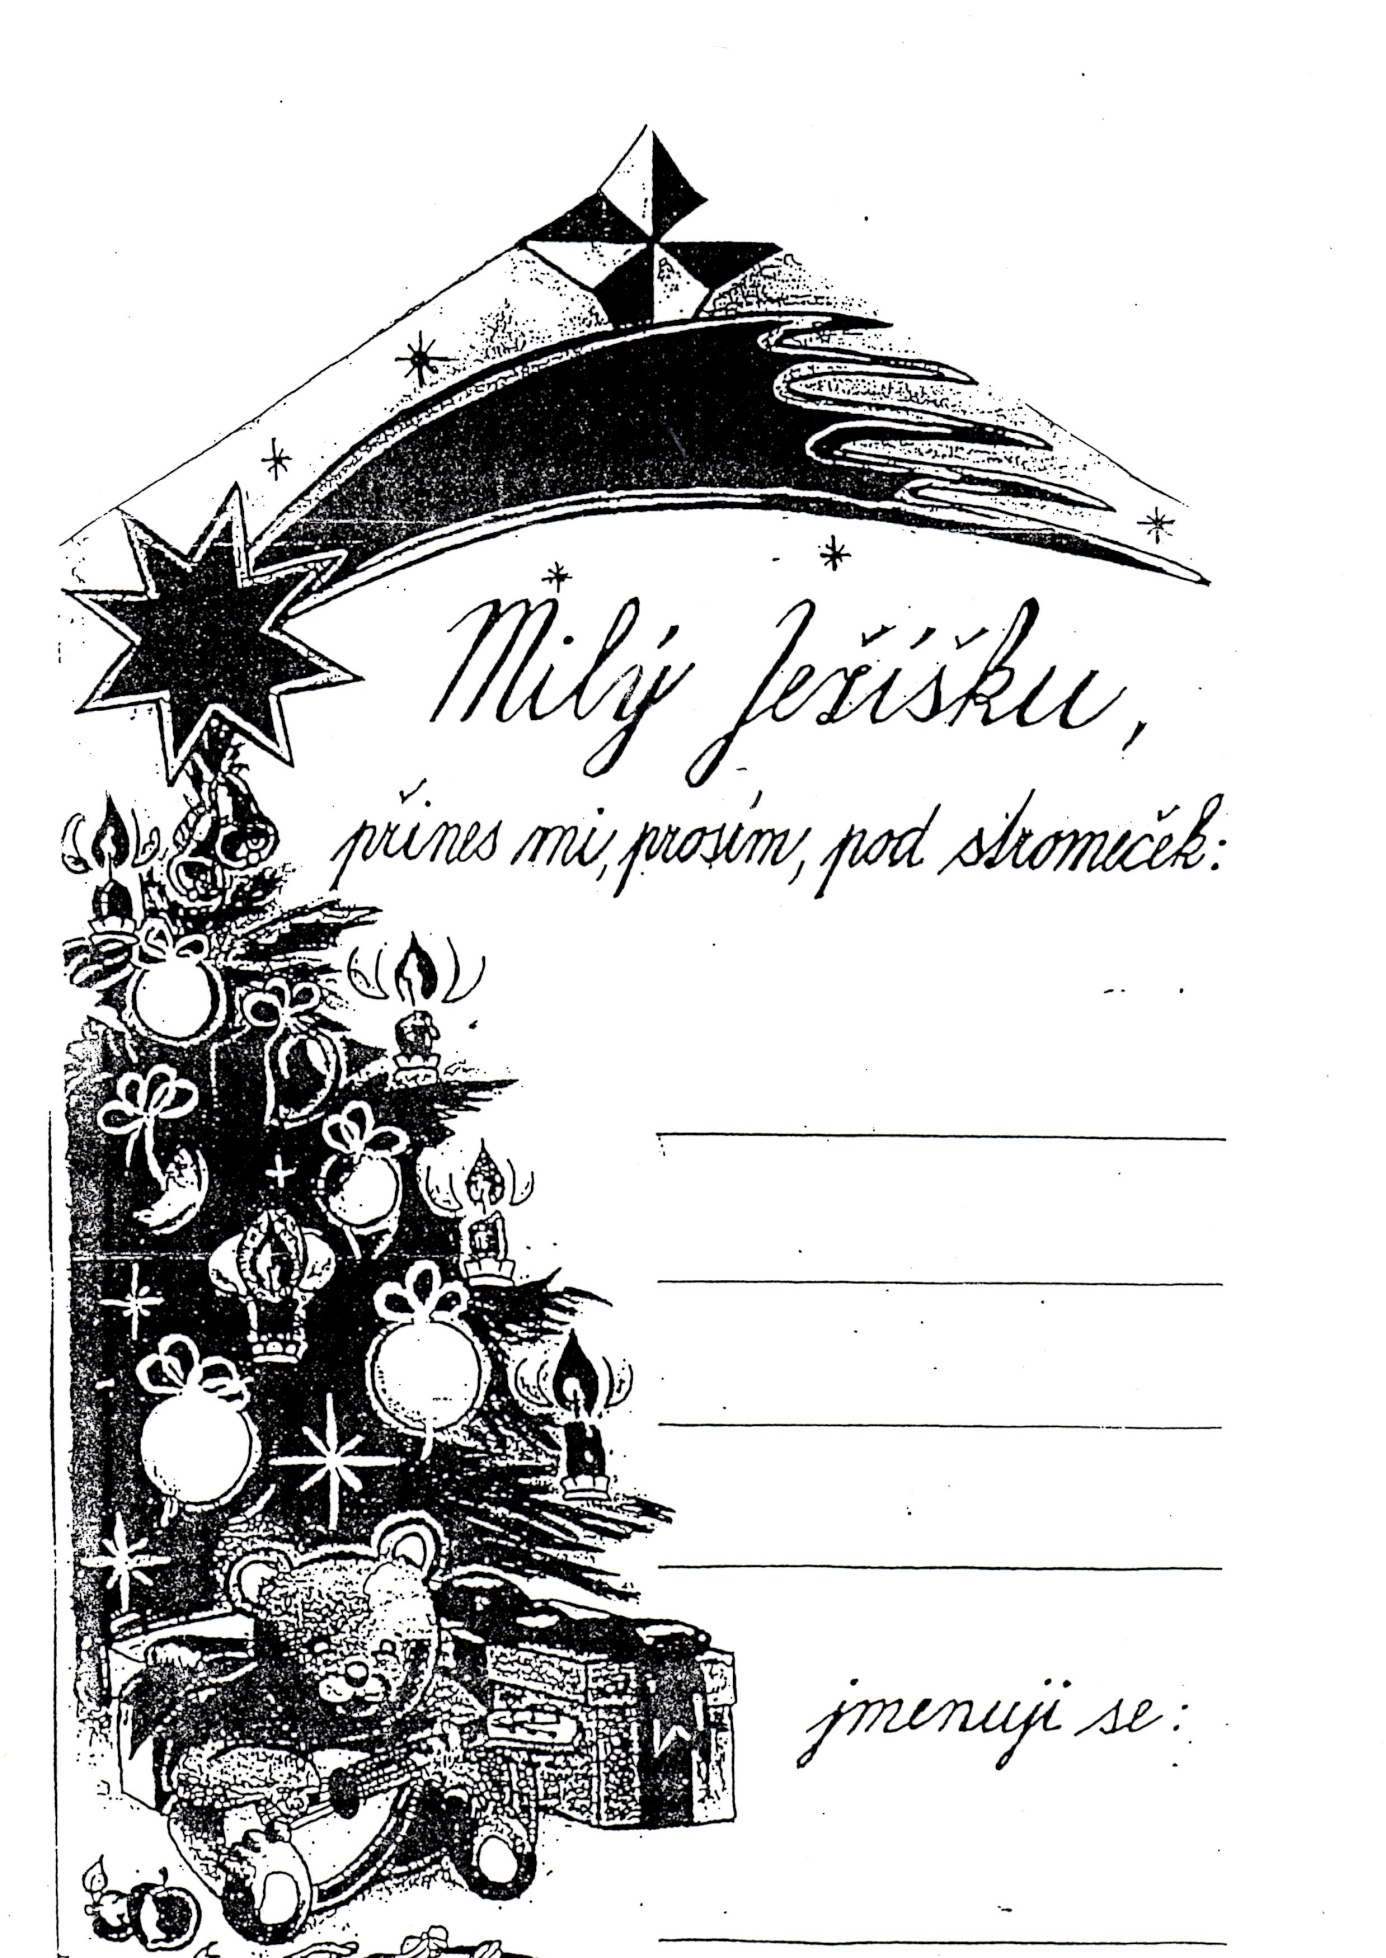 Milý Ježíšku,
přines mi, prosím, pod stromeček:
jmenuji se: